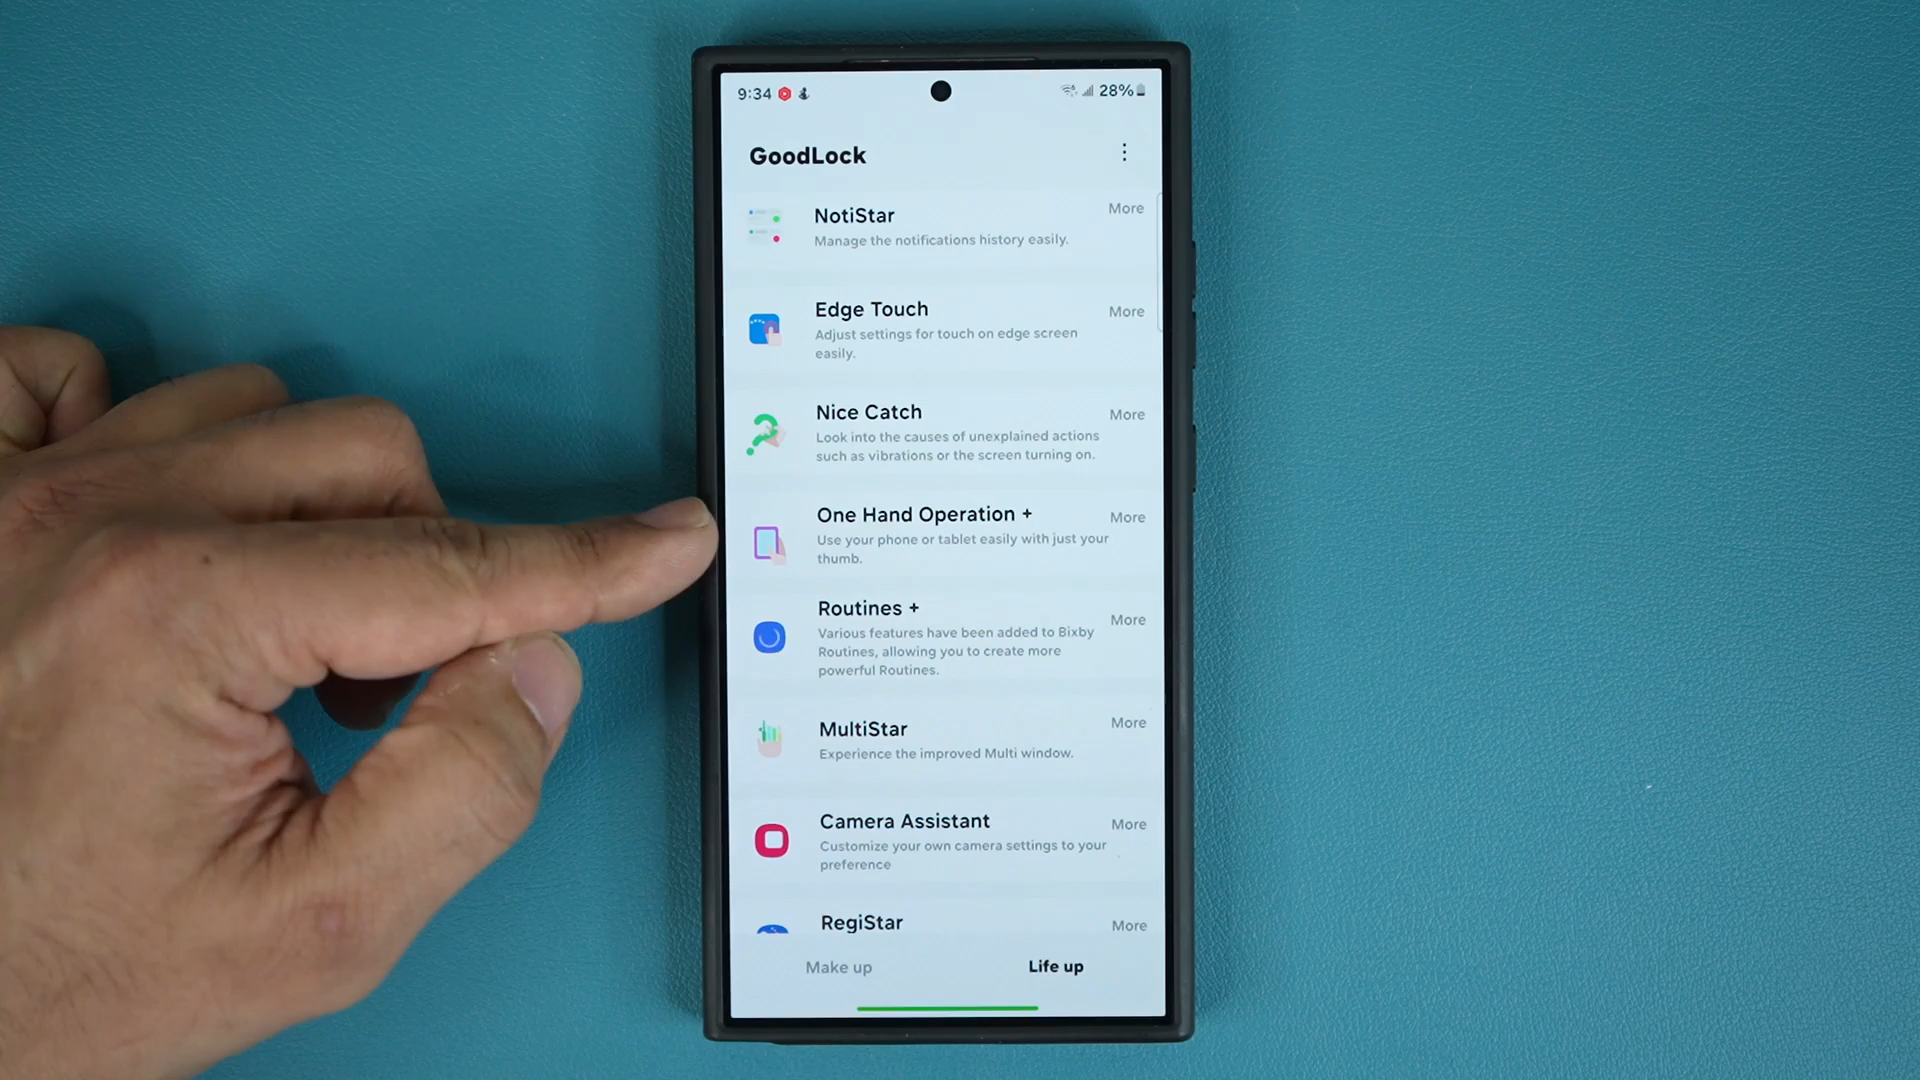 9:34
28%
GoodLock
NotiStar
More
Manage the notifications history easily.
Edge Touch
More
Adjust settings for touch on edge screen
easily.
Nice Catch
More
Look into the causes of unexplained actions
such as vibrations or the screen turning on.
One Hand Operation +
More
Use your phone or tablet easily with just your
thumb.
Routines +
More
Various features have been added to Bixby
Routines, allowing you to create more
powerful Routines.
MultiStar
More
Experience the improved Multi window.
Camera Assistant
More
Customize your own camera settings to your
preference
RegiStar
More
Make up
Life up